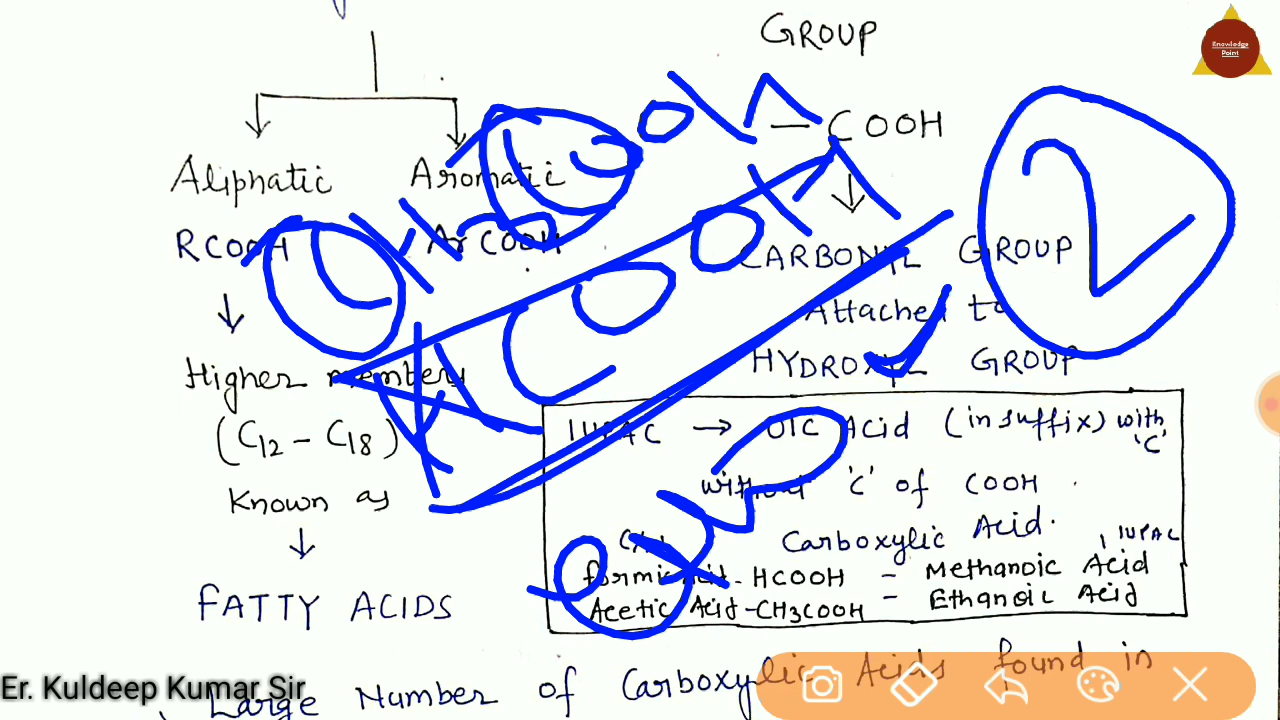 GROUP
Knowledge
Point
— COOH
Aliphatic Aromatic
RCOOH ArCOOH
CARBONYL GROUP
Attached to
HYDROXYL GROUP
Higher members
(C12 – C18)
Known as
FATTY ACIDS
IUPAC → OIC Acid (in suffix) with 'C'
without 'C' of COOH
Carboxylic Acid.
IUPAC
formic - HCOOH – Methanoic Acid
Acetic Acid - CH3COOH – Ethanoic Acid
Large Number of Carboxylic Acids found in
Er. Kuldeep Kumar Sir